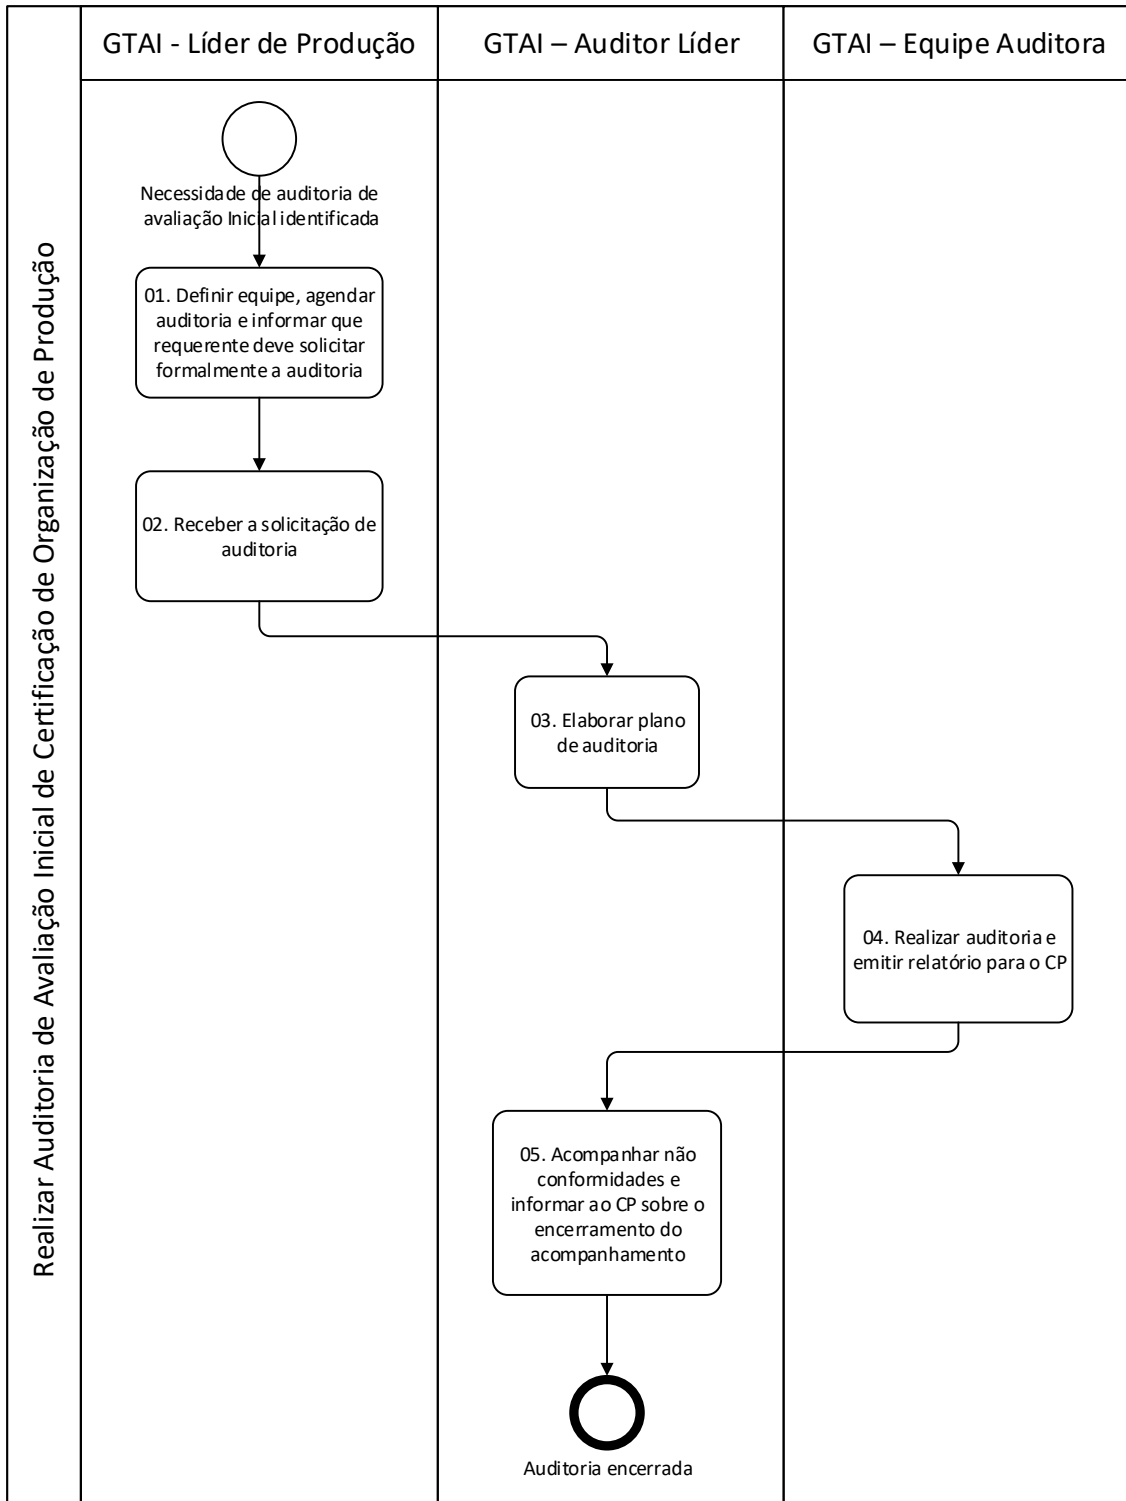 Realizar Auditoria de Avaliação Inicial de Certificação de Organização de Produção
GTAI - Líder de Produção
GTAI – Auditor Líder
GTAI – Equipe Auditora
Necessidade de auditoria de
avaliação Inicial identificada
01. Definir equipe, agendar
auditoria e informar que
requerente deve solicitar
formalmente a auditoria
02. Receber a solicitação de
auditoria
03. Elaborar plano
de auditoria
04. Realizar auditoria e
emitir relatório para o CP
05. Acompanhar não
conformidades e
informar ao CP sobre o
encerramento do
acompanhamento
Auditoria encerrada